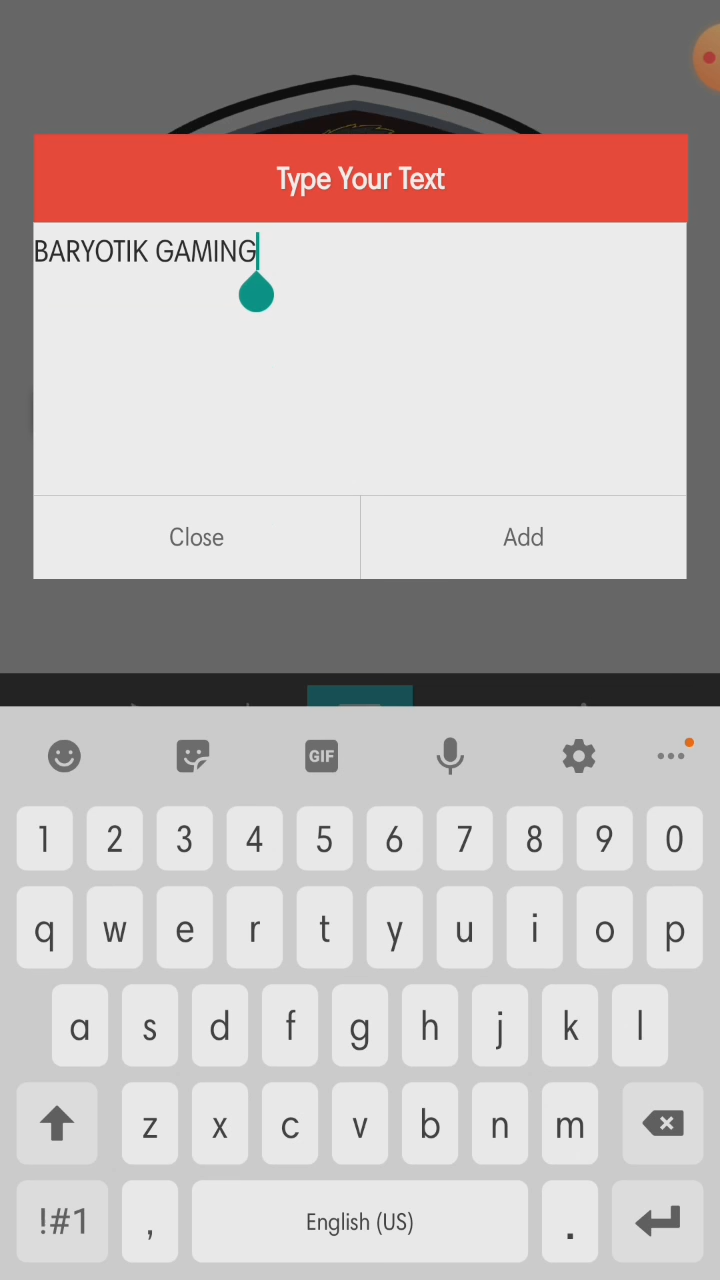 Type Your Text
BARYOTIK GAMING
Close Add
GIF
1 2 3 4 5 6 7 8 9 0
q w e r t y u i o p
a s d f g h j k l
z x c v b n m
!#1 , English (US) .